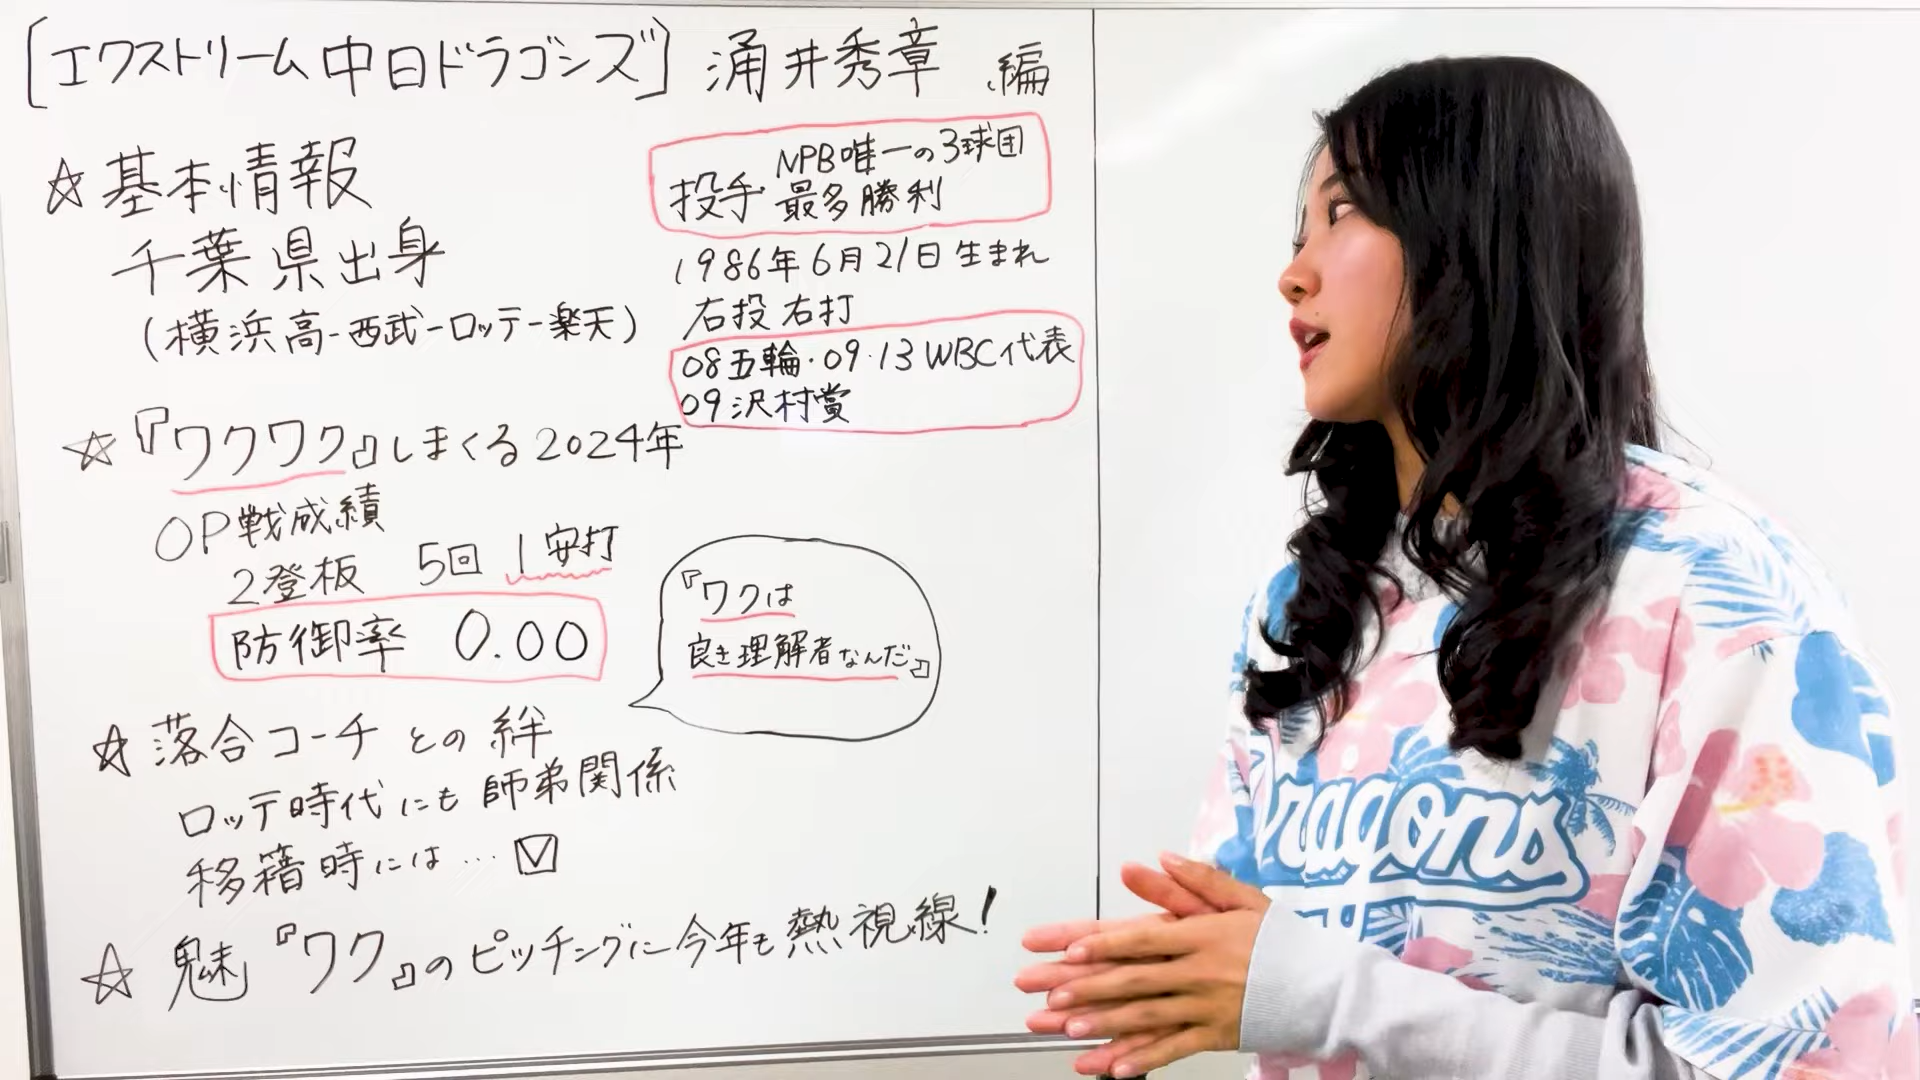 [エクストリーム中日ドラゴンズ] 涌井秀章 編
☆基本情報
千葉県出身
(横浜高-西武-ロッテ-楽天)
NPB唯一の3球団
投手 最多勝利
1986年6月21日生まれ
右投右打
08五輪・09・13 WBC代表
09沢村賞
☆『ワクワク』しまくる2024年
OP戦成績
2登板 5回 1安打
防御率 0.00
『ワクは
良き理解者なんだ』
☆落合コーチとの絆
ロッテ時代にも師弟関係
移籍時には…☑
☆魅『ワク』のピッチングに今年も熱視線!
Dragons